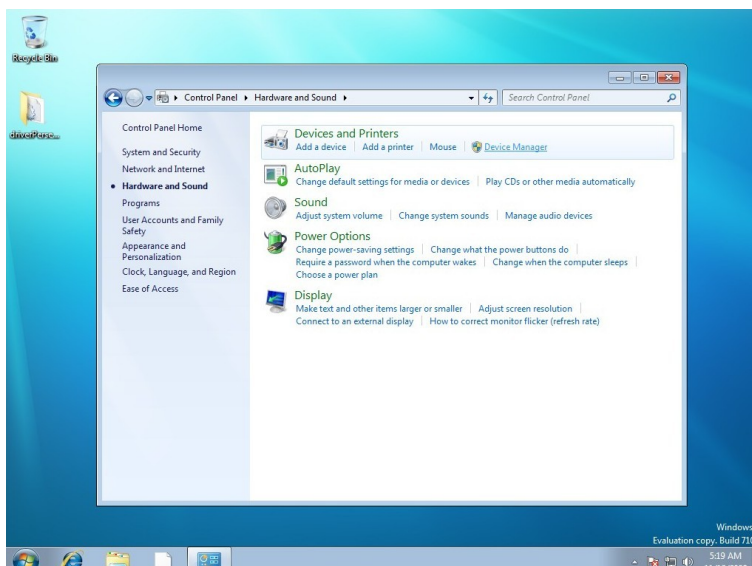 Recycle Bin
Control Panel
Hardware and Sound
Search Control Panel
Control Panel Home
System and Security
Network and Internet
Hardware and Sound
Programs
User Accounts and Family
Safety
Appearance and
Personalization
Clock, Language, and Region
Ease of Access
Devices and Printers
Add a device Add a printer Mouse Device Manager
AutoPlay
Change default settings for media or devices Play CDs or other media automatically
Sound
Adjust system volume Change system sounds Manage audio devices
Power Options
Change power-saving settings Change what the power buttons do
Require a password when the computer wakes Change when the computer sleeps
Choose a power plan
Display
Make text and other items larger or smaller Adjust screen resolution
Connect to an external display How to correct monitor flicker (refresh rate)
Windows
Evaluation copy. Build 710
5:19 AM